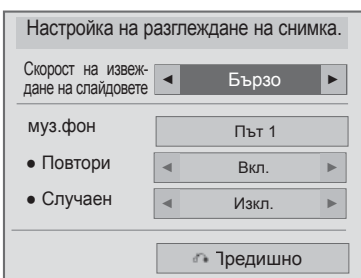 Настройка на разглеждане на снимка.
Скорост на извеж-
дане на слайдовете ◄ Бързо ►
муз.фон Път 1
● Повтори ◄ Вкл. ►
● Случаен ◄ Изкл. ►
Предишно